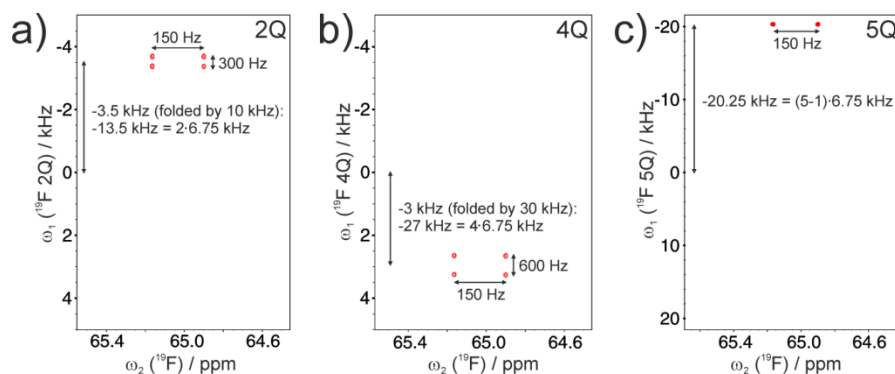 a)
2Q
150 Hz
300 Hz
-3.5 kHz (folded by 10 kHz):
-13.5 kHz = 2·6.75 kHz
-4
-2
0
2
4
ω1 (19F 2Q) / kHz
65.4
65.0
64.6
ω2 (19F) / ppm
b)
4Q
-3 kHz (folded by 30 kHz):
-27 kHz = 4·6.75 kHz
600 Hz
150 Hz
-4
-2
0
2
4
ω1 (19F 4Q) / kHz
65.4
65.0
64.6
ω2 (19F) / ppm
c)
5Q
150 Hz
-20.25 kHz = (5-1)·6.75 kHz
-20
-10
0
10
20
ω1 (19F 5Q) / kHz
65.4
65.0
64.6
ω2 (19F) / ppm